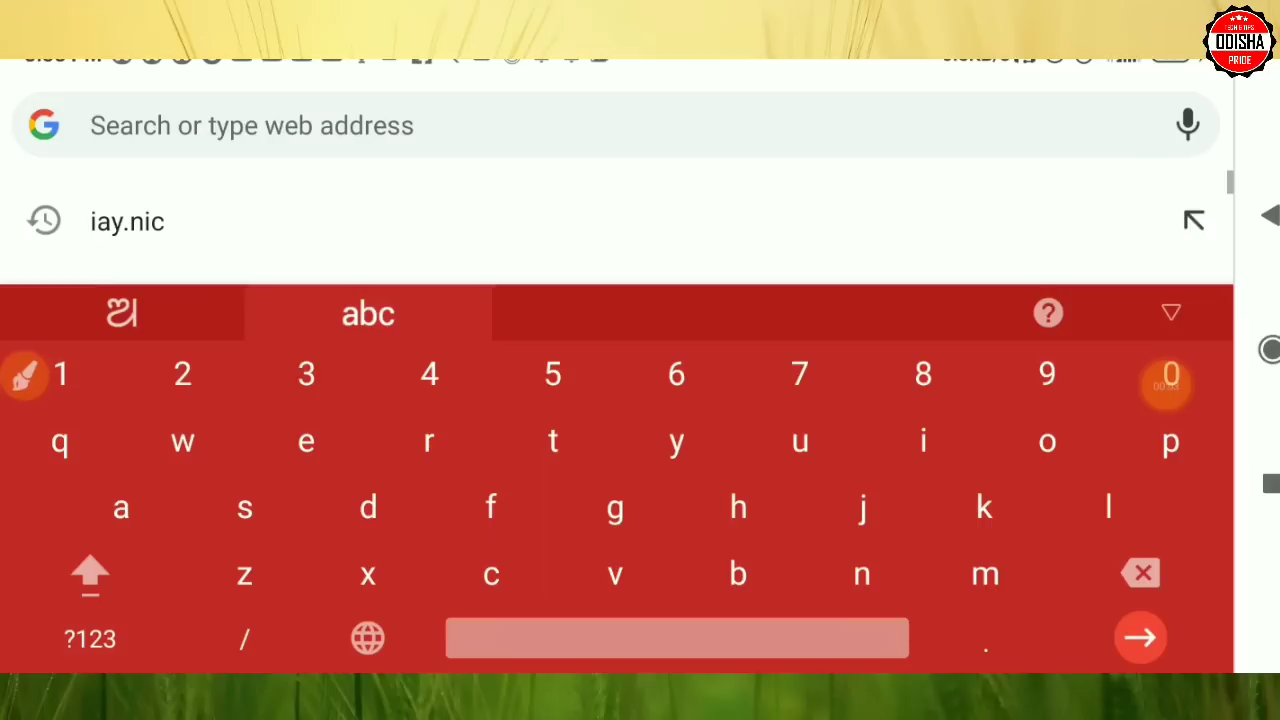 ODISHA
PRIDE
Search or type web address
iay.nic
ଅ
abc
?
1 2 3 4 5 6 7 8 9 0
q w e r t y u i o p
a s d f g h j k l
z x c v b n m
?123 / .